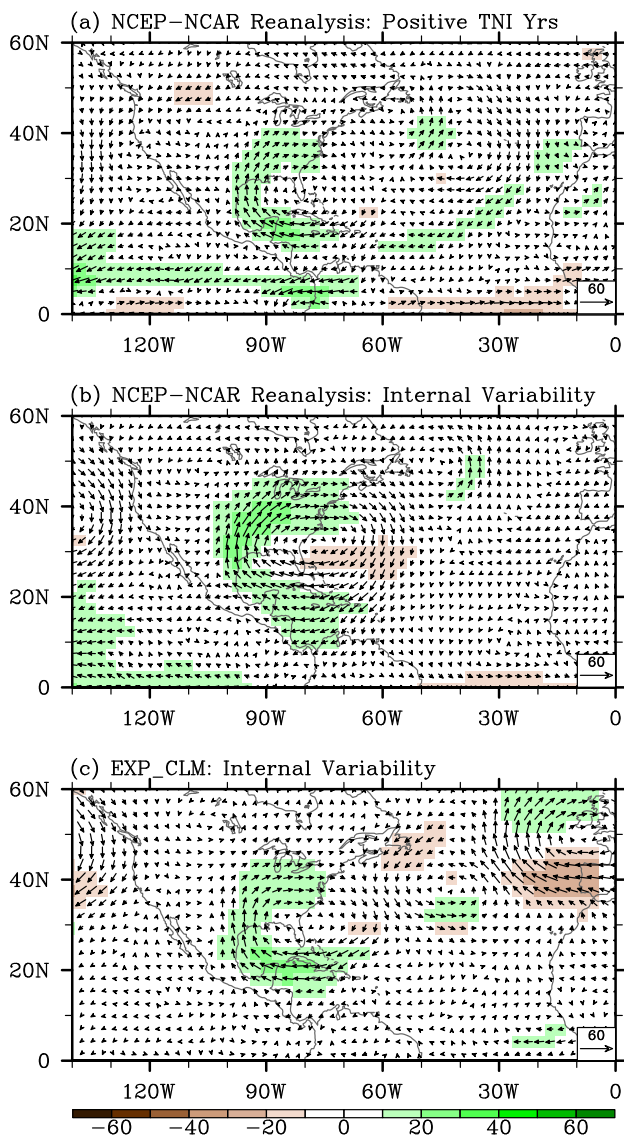 (a) NCEP−NCAR Reanalysis: Positive TNI Yrs
60N
40N
20N
0
60
120W 90W 60W 30W 0
(b) NCEP−NCAR Reanalysis: Internal Variability
60N
40N
20N
0
60
120W 90W 60W 30W 0
(c) EXP_CLM: Internal Variability
60N
40N
20N
0
60
120W 90W 60W 30W 0
−60 −40 −20 0 20 40 60